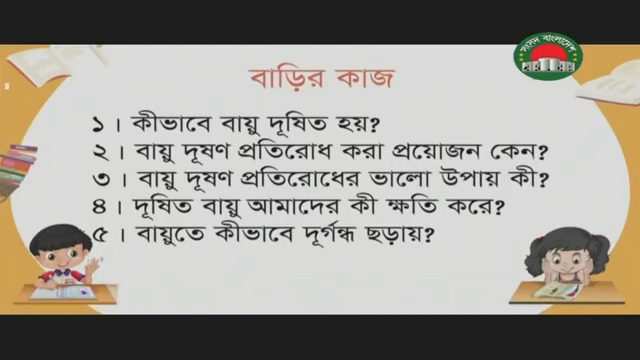 সংসদ বাংলাদেশ
বাড়ির কাজ
১। কীভাবে বায়ু দূষিত হয়?
২। বায়ু দূষণ প্রতিরোধ করা প্রয়োজন কেন?
৩। বায়ু দূষণ প্রতিরোধের ভালো উপায় কী?
৪। দূষিত বায়ু আমাদের কী ক্ষতি করে?
৫। বায়ুতে কীভাবে দূর্গন্ধ ছড়ায়?